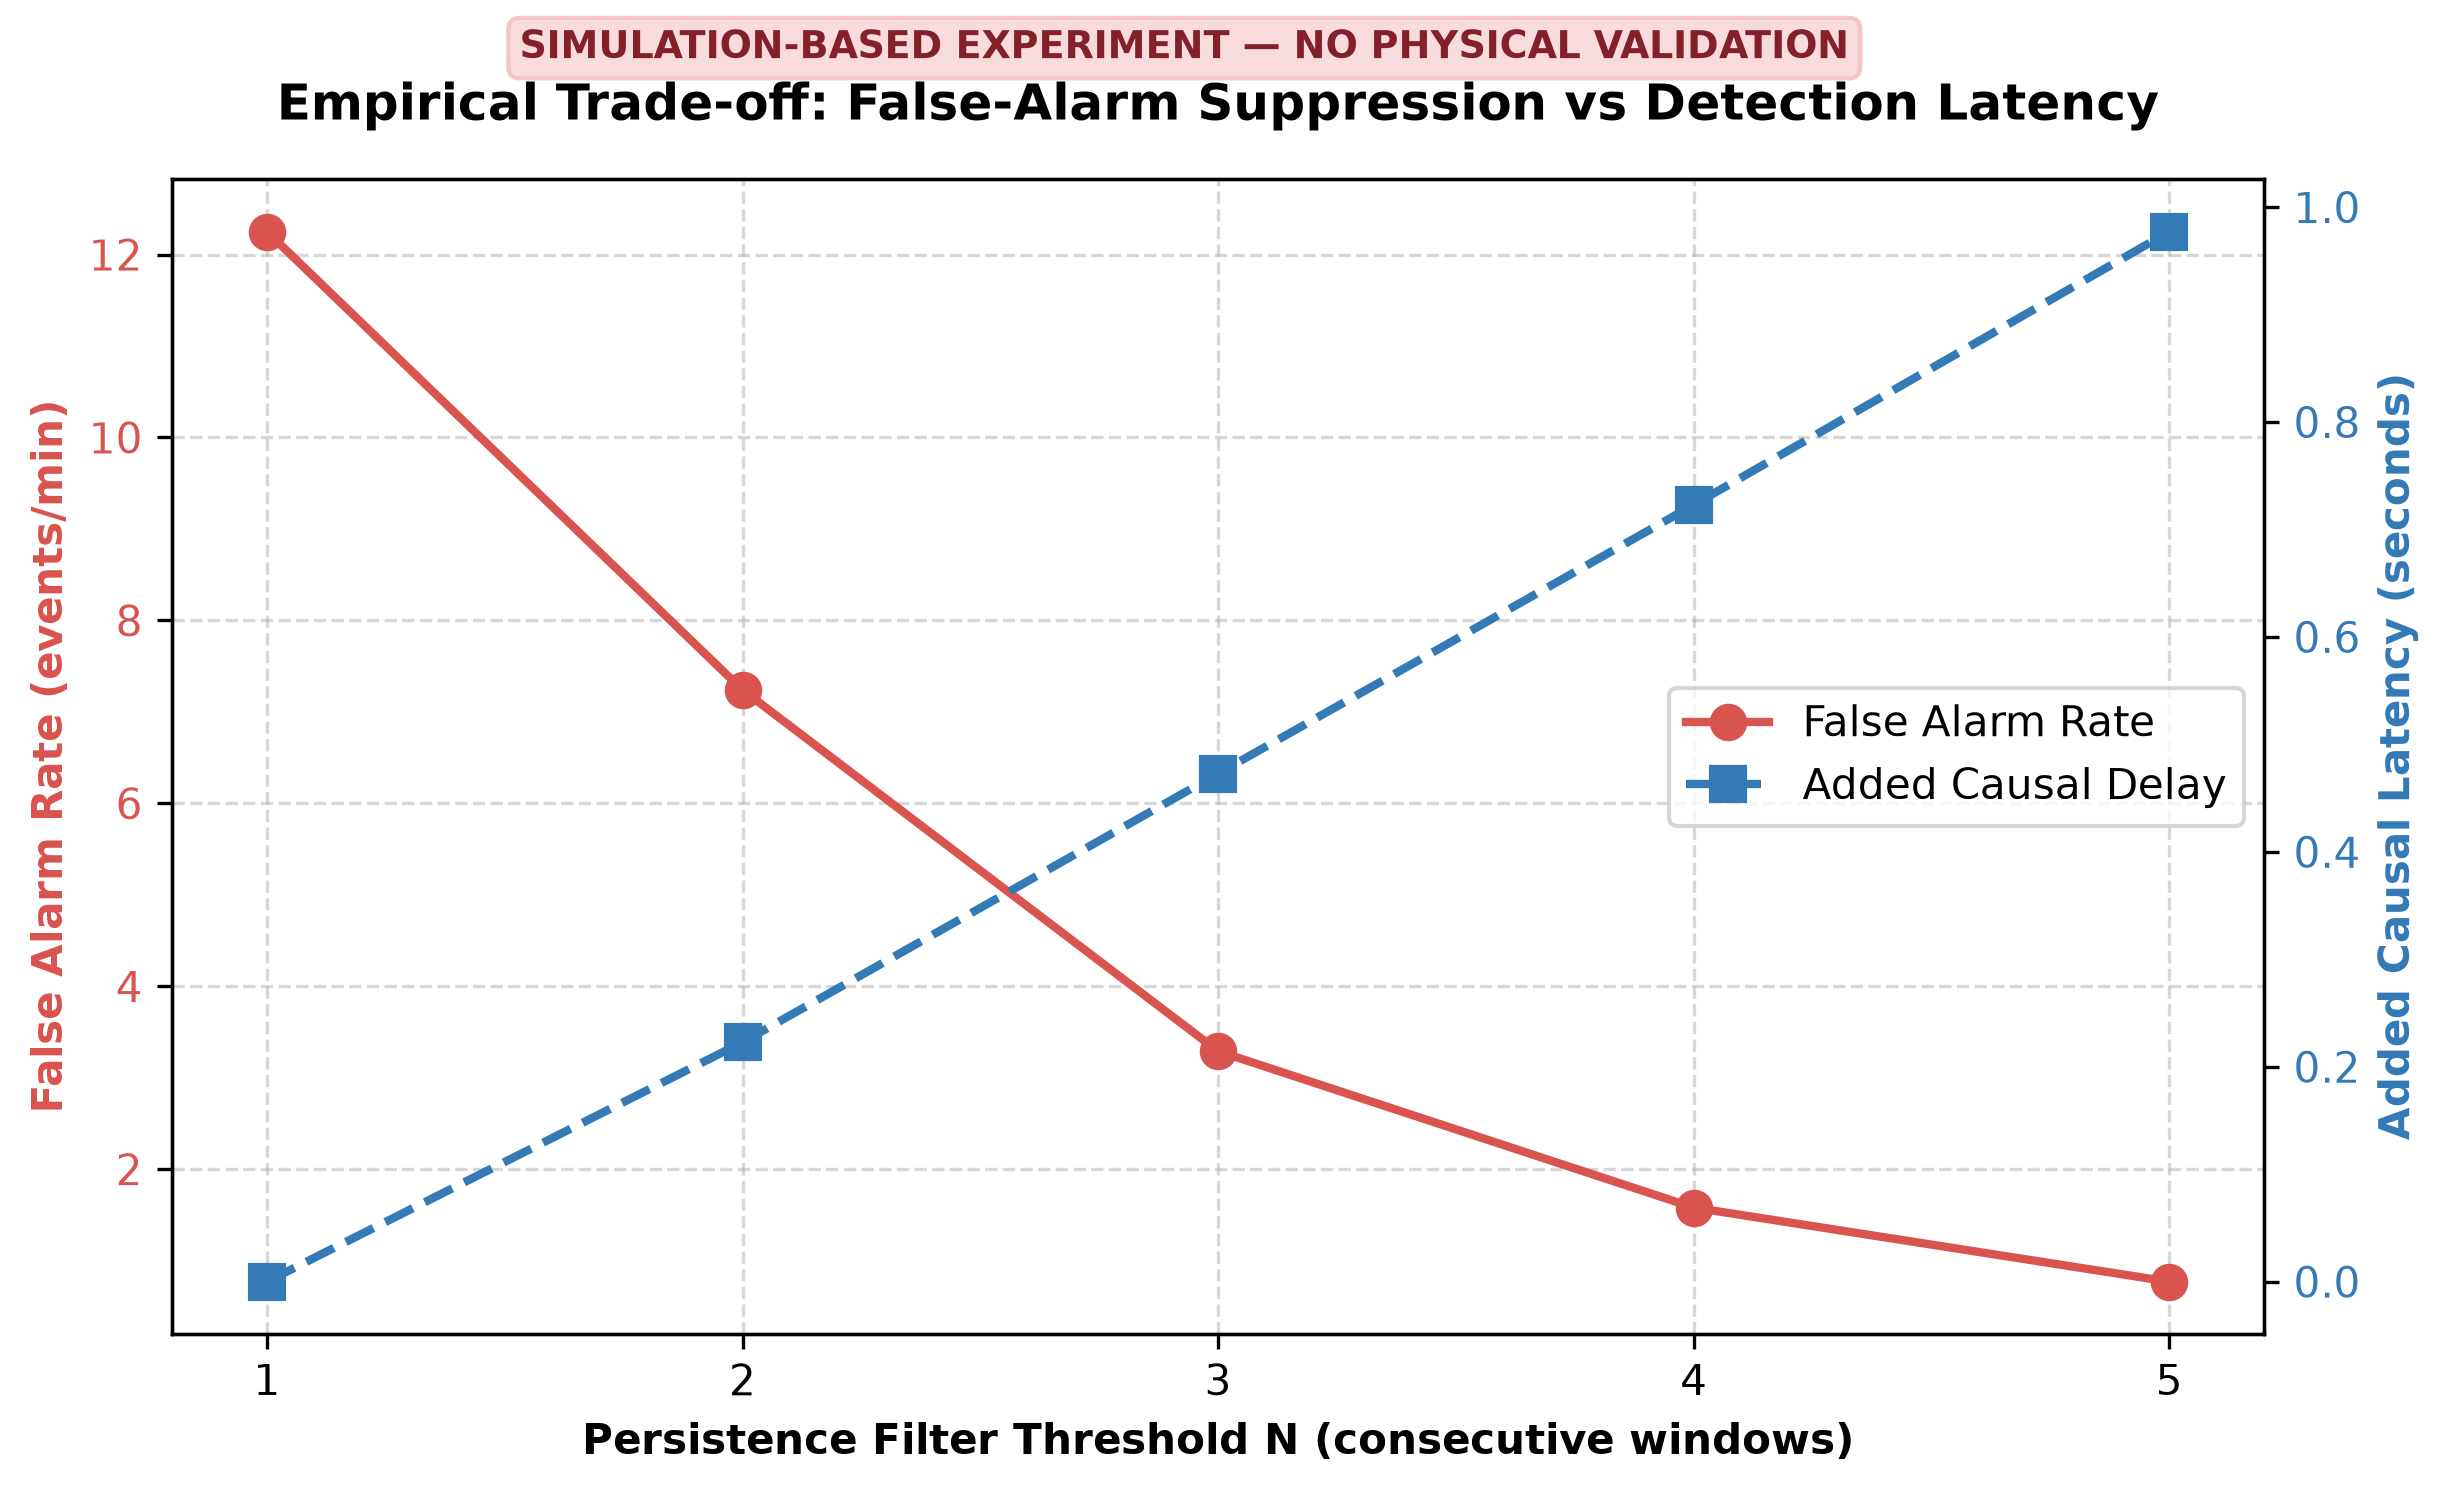 SIMULATION-BASED EXPERIMENT — NO PHYSICAL VALIDATION
Empirical Trade-off: False-Alarm Suppression vs Detection Latency
False Alarm Rate (events/min)
12
10
8
6
4
2
1.0
0.8
0.6
0.4
0.2
0.0
Added Causal Latency (seconds)
False Alarm Rate
Added Causal Delay
1 2 3 4 5
Persistence Filter Threshold N (consecutive windows)